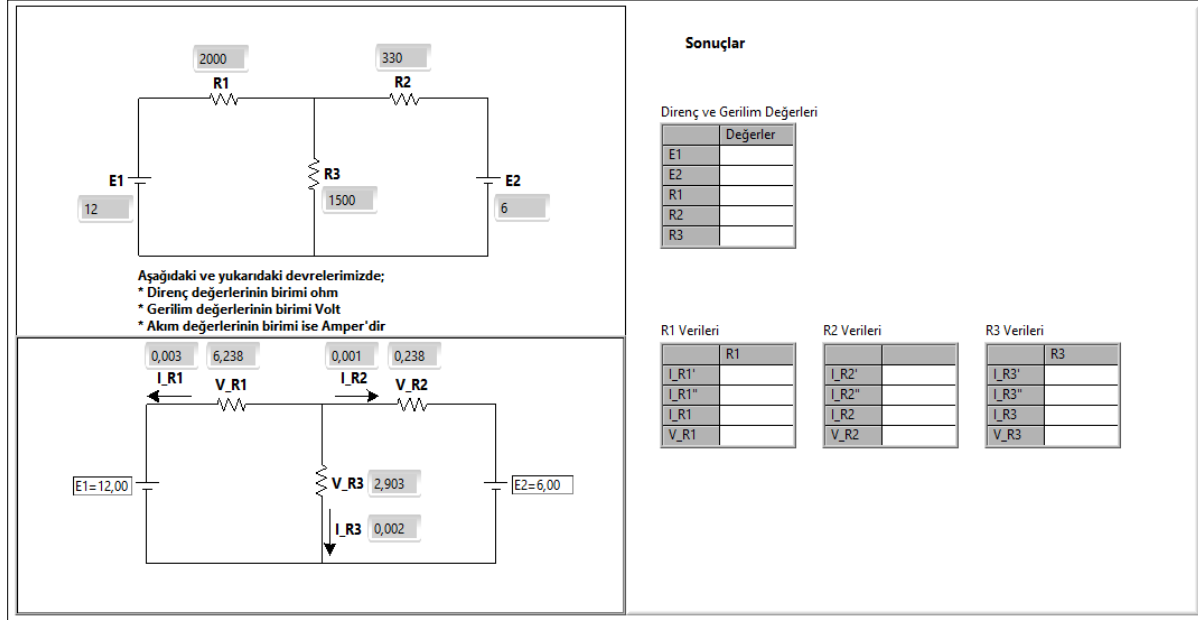 2000
330
R1
R2
R3
1500
E1
E2
12
6
Aşağıdaki ve yukarıdaki devrelerimizde;
* Direnç değerlerinin birimi ohm
* Gerilim değerlerinin birimi Volt
* Akım değerlerinin birimi ise Amper'dir
0,003 6,238 0,001 0,238
I_R1 V_R1 I_R2 V_R2
E1=12,00
V_R3 2,903
E2=6,00
I_R3 0,002
Sonuçlar
Direnç ve Gerilim Değerleri
Değerler
E1
E2
R1
R2
R3
R1 Verileri
R1
I_R1'
I_R1"
I_R1
V_R1
R2 Verileri
I_R2'
I_R2"
I_R2
V_R2
R3 Verileri
R3
I_R3'
I_R3"
I_R3
V_R3